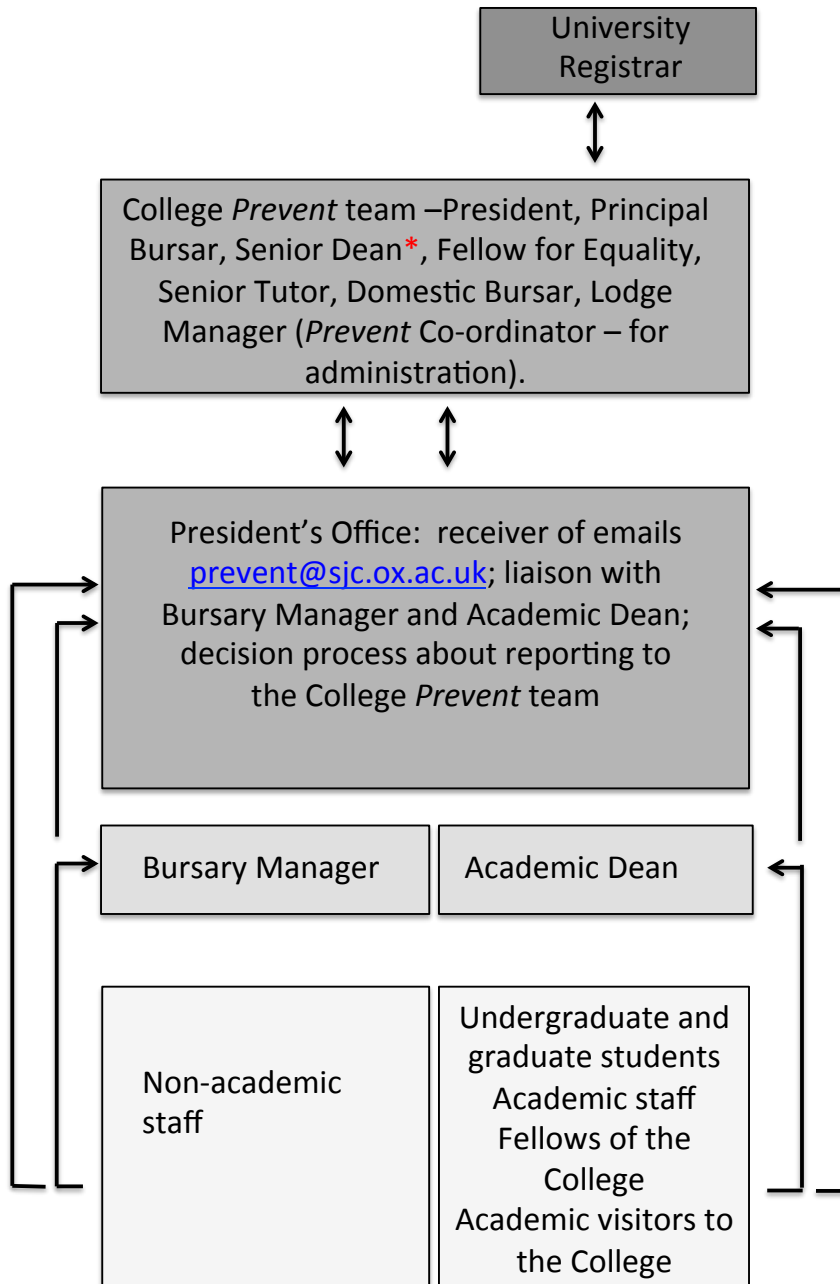 University
Registrar
College Prevent team –President, Principal
Bursar, Senior Dean*, Fellow for Equality,
Senior Tutor, Domestic Bursar, Lodge
Manager (Prevent Co-ordinator – for
administration).
President’s Office:  receiver of emails
prevent@sjc.ox.ac.uk; liaison with
Bursary Manager and Academic Dean;
decision process about reporting to
the College Prevent team
Bursary Manager
Academic Dean
Non-academic
staff
Undergraduate and
graduate students
Academic staff
Fellows of the
College
Academic visitors to
the College